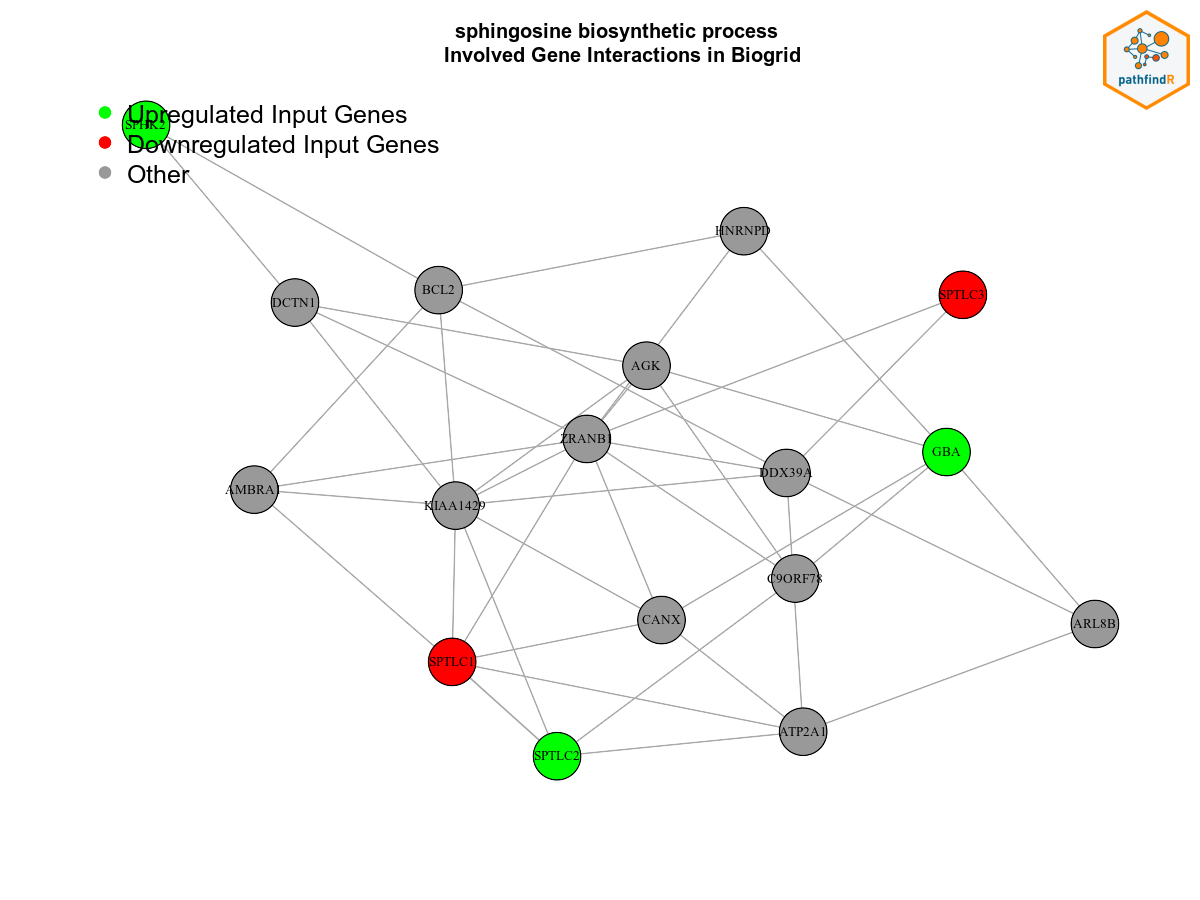 sphingosine biosynthetic process
Involved Gene Interactions in Biogrid
pathfindR
Upregulated Input Genes
SPHK2
Downregulated Input Genes
Other
HNRNPD
BCL2
SPTLC3
DCTN1
AGK
ZRANB1
GBA
DDX39A
AMBRA1
KIAA1429
C9ORF78
CANX
ARL8B
SPTLC1
ATP2A1
SPTLC2